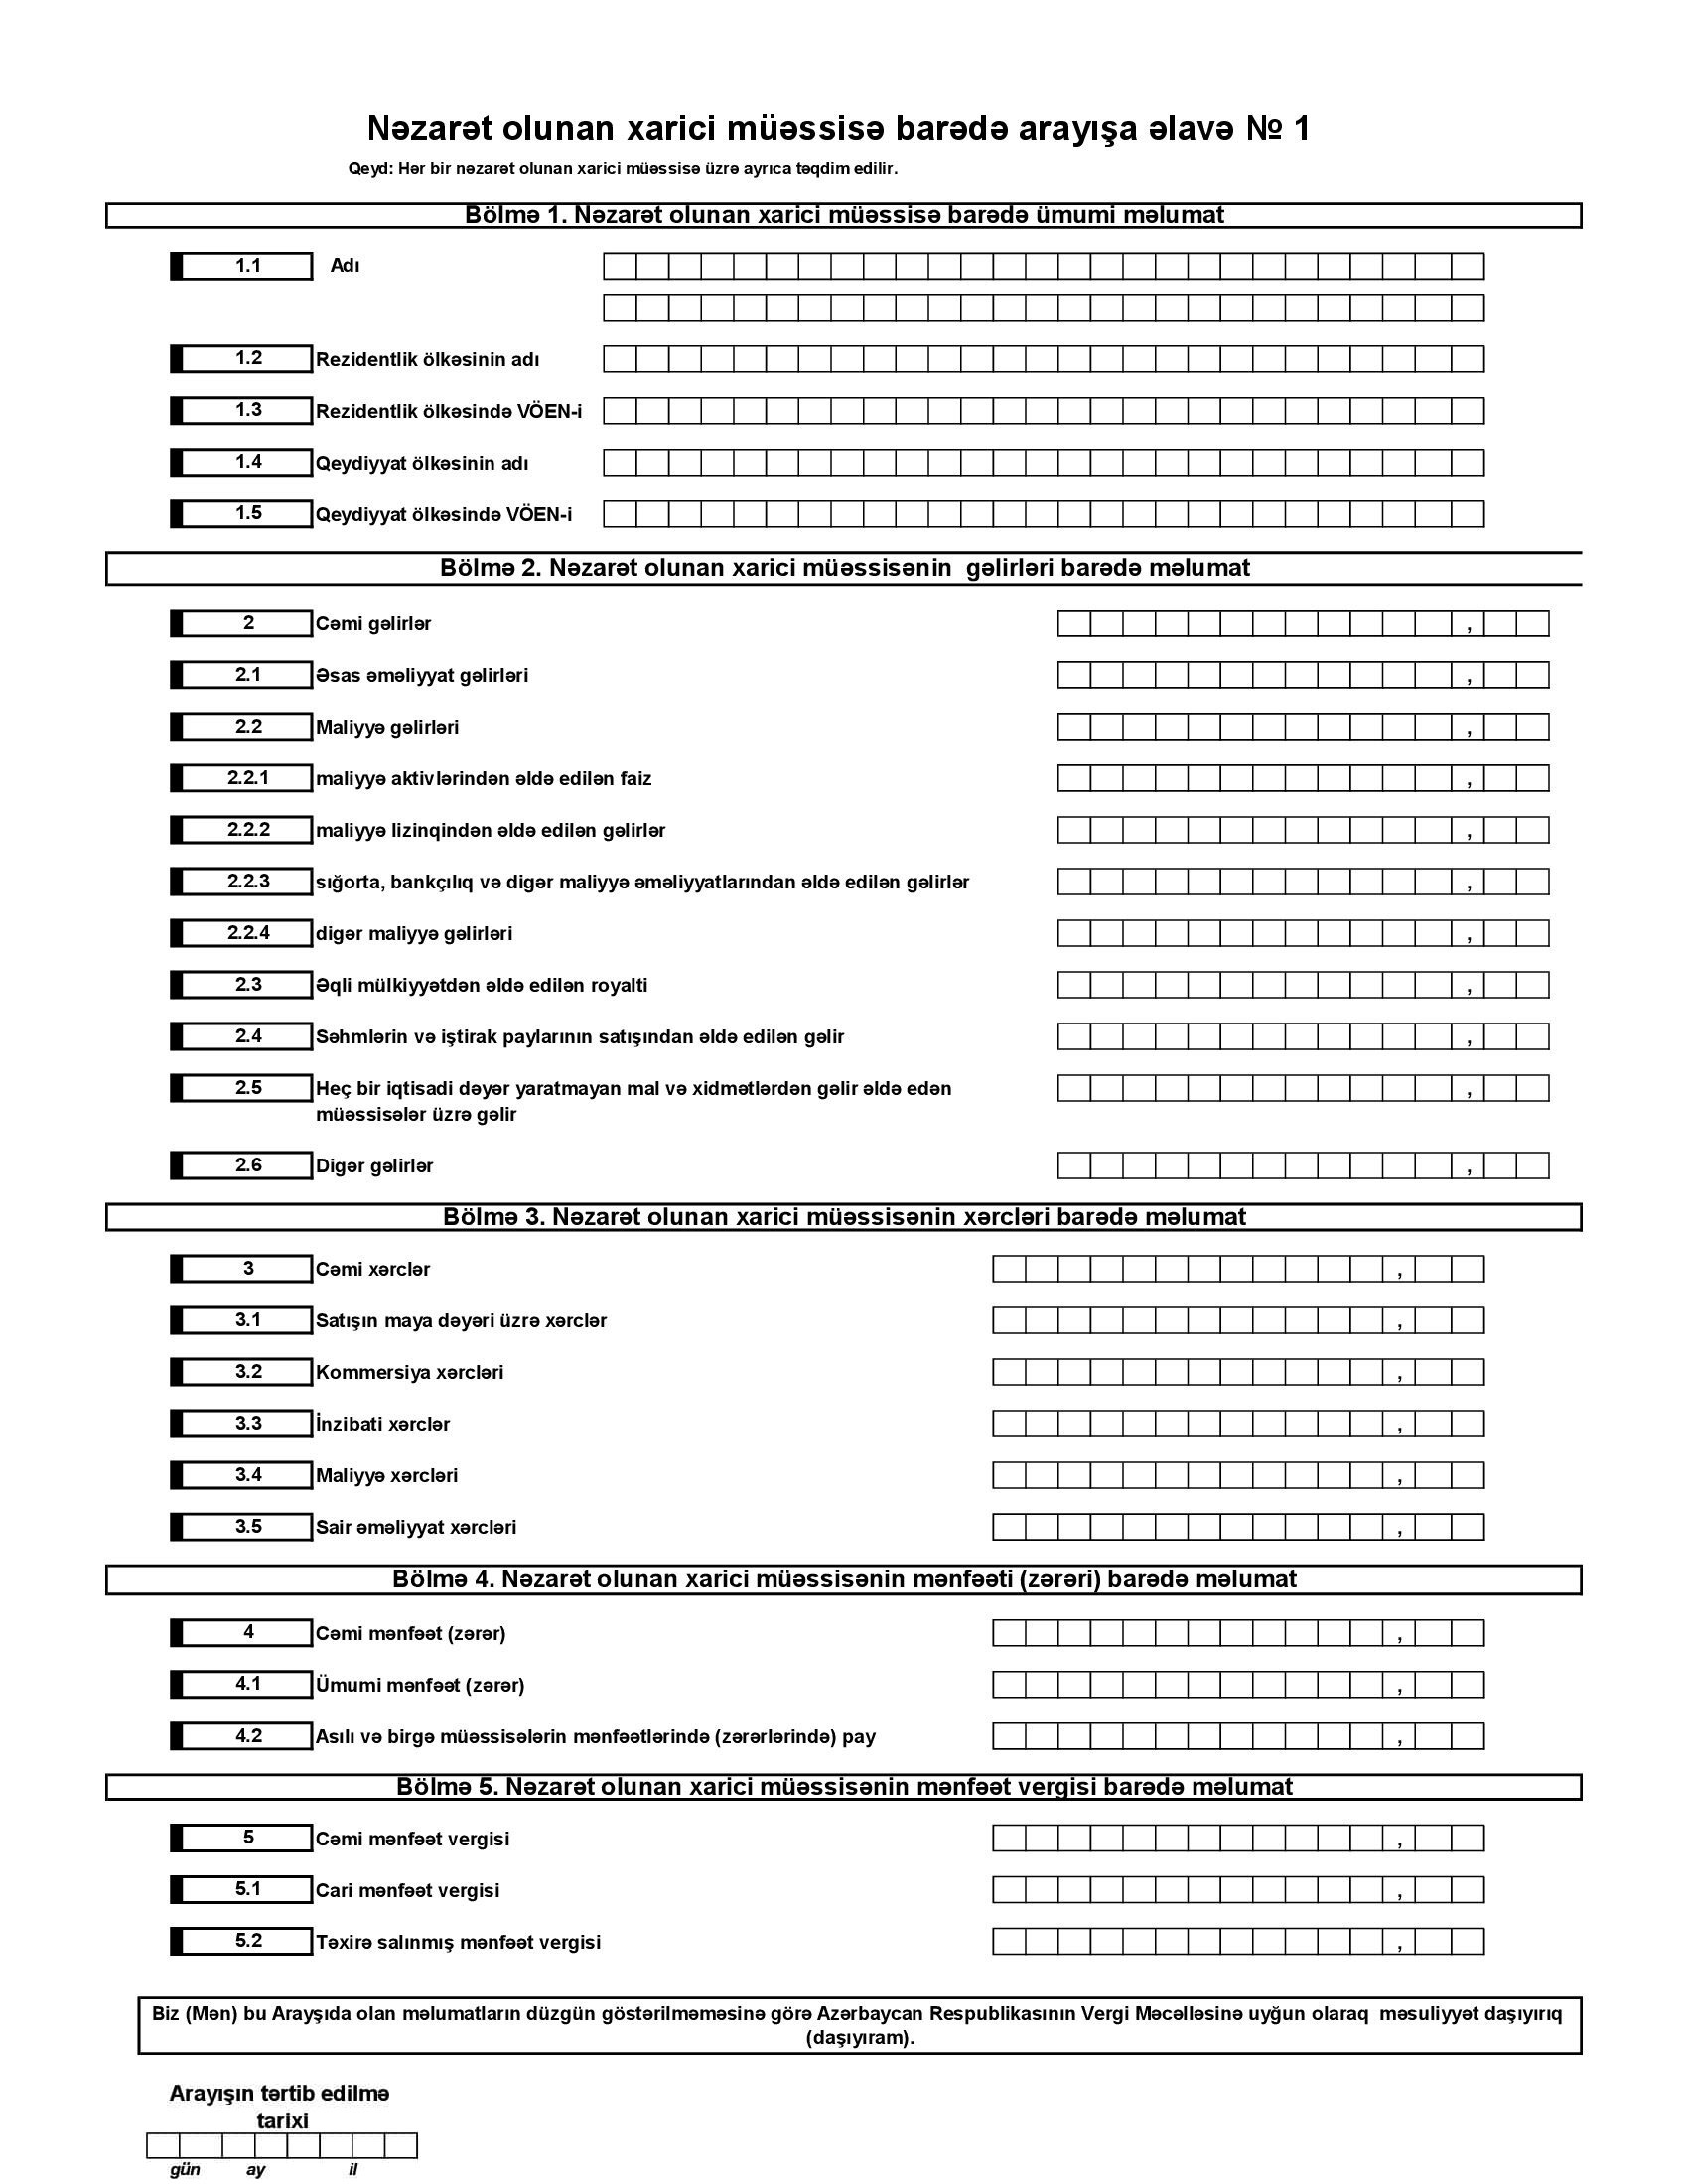 Nəzarət olunan xarici müəssisə barədə arayışa əlavə № 1
Qeyd: Hər bir nəzarət olunan xarici müəssisə üzrə ayrıca təqdim edilir.
Bölmə 1. Nəzarət olunan xarici müəssisə barədə ümumi məlumat
1.1 Adı
1.2 Rezidentlik ölkəsinin adı
1.3 Rezidentlik ölkəsində VÖEN-i
1.4 Qeydiyyat ölkəsinin adı
1.5 Qeydiyyat ölkəsində VÖEN-i
Bölmə 2. Nəzarət olunan xarici müəssisənin gəlirləri barədə məlumat
2 Cəmi gəlirlər ,
2.1 Əsas əməliyyat gəlirləri ,
2.2 Maliyyə gəlirləri ,
2.2.1 maliyyə aktivlərindən əldə edilən faiz ,
2.2.2 maliyyə lizinqindən əldə edilən gəlirlər ,
2.2.3 sığorta, bankçılıq və digər maliyyə əməliyyatlarından əldə edilən gəlirlər ,
2.2.4 digər maliyyə gəlirləri ,
2.3 Əqli mülkiyyətdən əldə edilən royalti ,
2.4 Səhmlərin və iştirak paylarının satışından əldə edilən gəlir ,
2.5 Heç bir iqtisadi dəyər yaratmayan mal və xidmətlərdən gəlir əldə edən ,
müəssisələr üzrə gəlir
2.6 Digər gəlirlər ,
Bölmə 3. Nəzarət olunan xarici müəssisənin xərcləri barədə məlumat
3 Cəmi xərclər ,
3.1 Satışın maya dəyəri üzrə xərclər ,
3.2 Kommersiya xərcləri ,
3.3 İnzibati xərclər ,
3.4 Maliyyə xərcləri ,
3.5 Sair əməliyyat xərcləri ,
Bölmə 4. Nəzarət olunan xarici müəssisənin mənfəəti (zərəri) barədə məlumat
4 Cəmi mənfəət (zərər) ,
4.1 Ümumi mənfəət (zərər) ,
4.2 Asılı və birgə müəssisələrin mənfəətlərində (zərərlərində) pay ,
Bölmə 5. Nəzarət olunan xarici müəssisənin mənfəət vergisi barədə məlumat
5 Cəmi mənfəət vergisi ,
5.1 Cari mənfəət vergisi ,
5.2 Təxirə salınmış mənfəət vergisi ,
Biz (Mən) bu Arayşıda olan məlumatların düzgün göstərilməməsinə görə Azərbaycan Respublikasının Vergi Məcəlləsinə uyğun olaraq məsuliyyət daşıyırıq
(daşıyıram).
Arayışın tərtib edilmə
tarixi
gün ay il